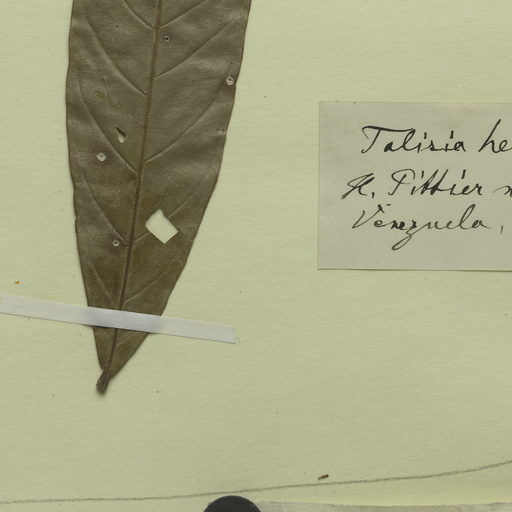 Talisia he
H. Pittier n
Venezuela,